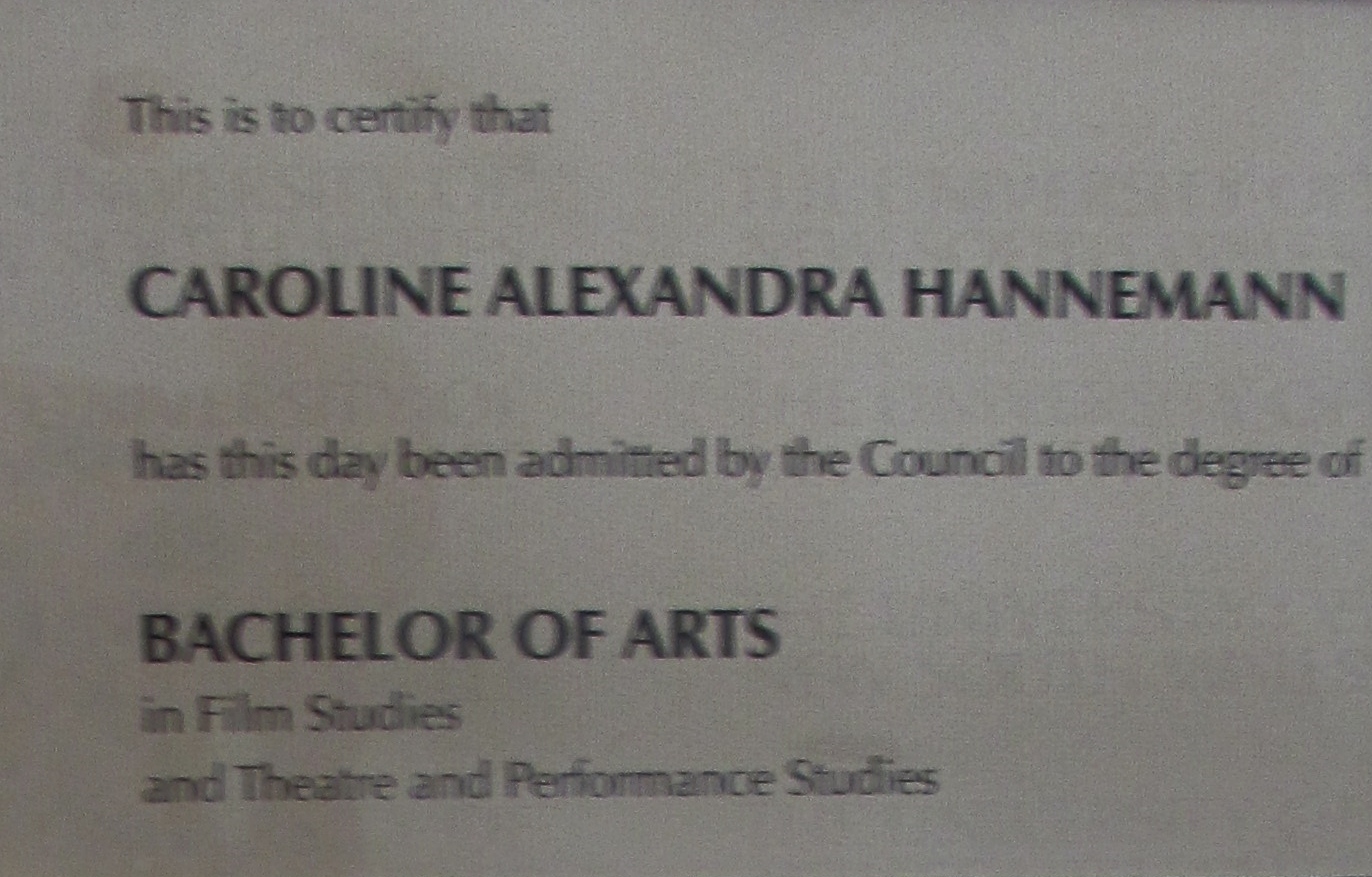 This is to certify that
CAROLINE ALEXANDRA HANNEMANN
has this day been admitted by the Council to the degree of
BACHELOR OF ARTS
in Film Studies
and Theatre and Performance Studies